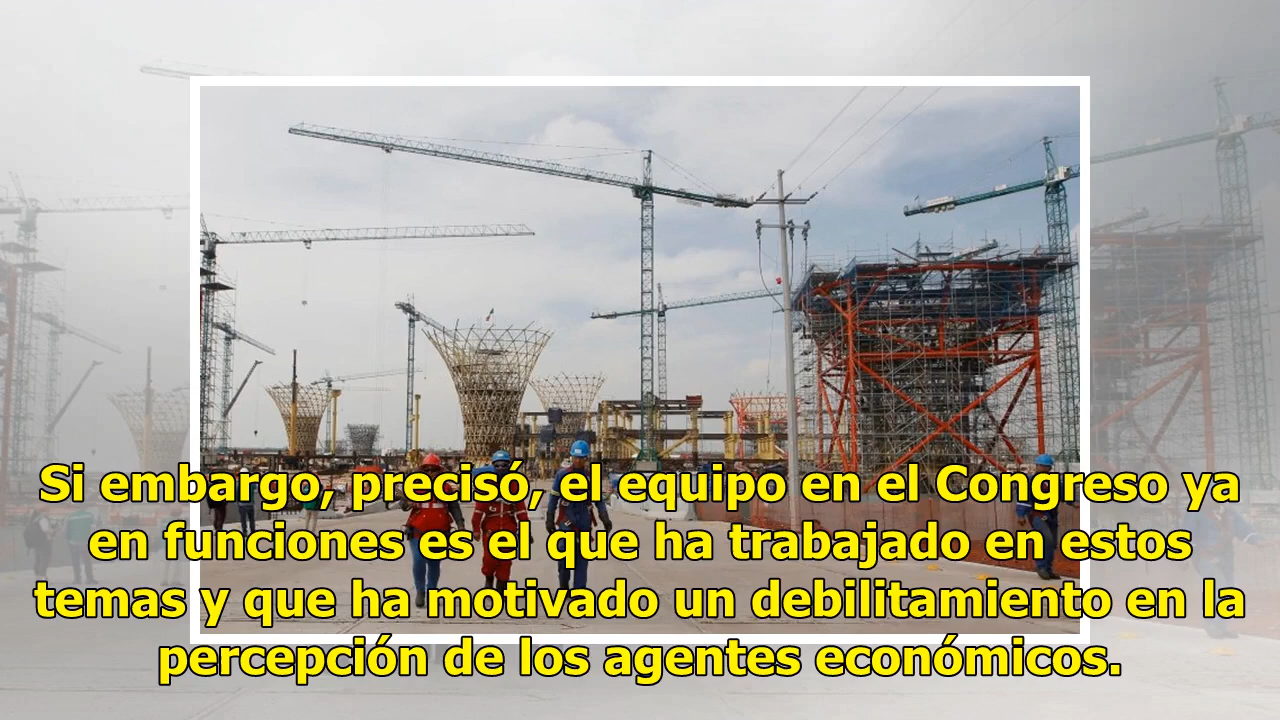 Si embargo, precisó, el equipo en el Congreso ya
en funciones es el que ha trabajado en estos
temas y que ha motivado un debilitamiento en la
percepción de los agentes económicos.